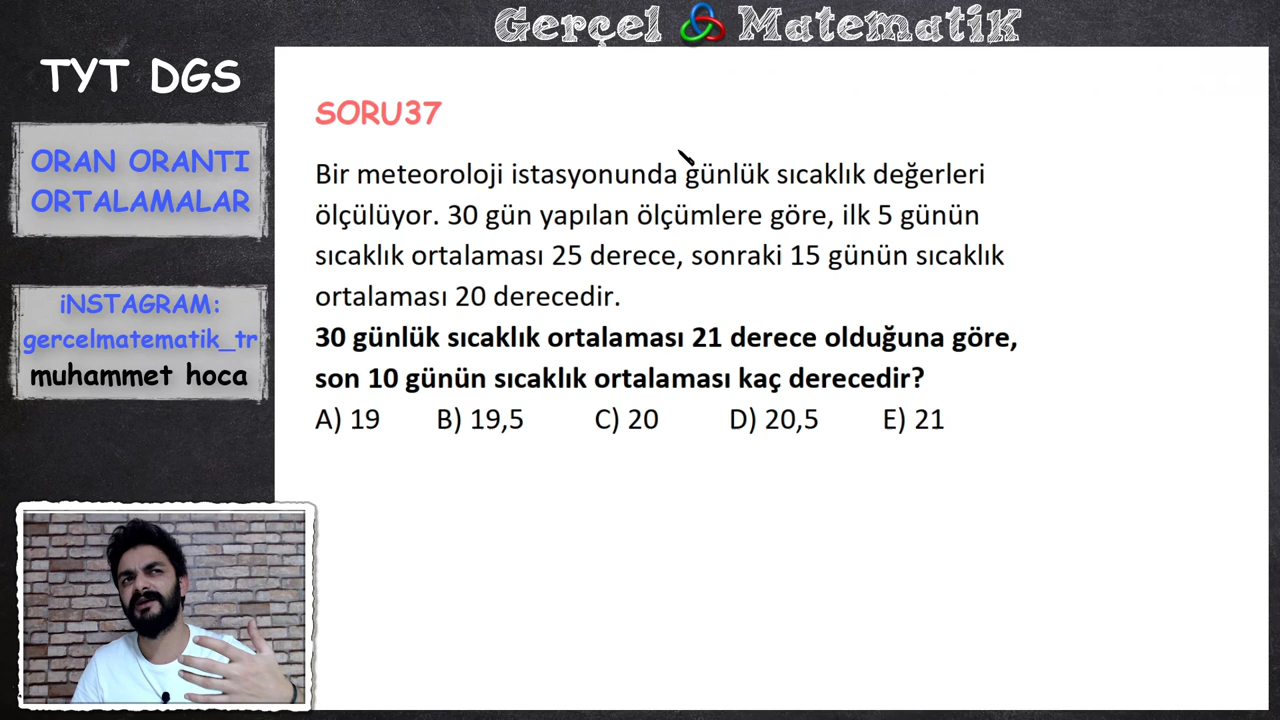 Gerçel Matematik
TYT DGS
ORAN ORANTI
ORTALAMALAR
iNSTAGRAM:
gercelmatematik_tr
muhammet hoca
SORU37
Bir meteoroloji istasyonunda günlük sıcaklık değerleri
ölçülüyor. 30 gün yapılan ölçümlere göre, ilk 5 günün
sıcaklık ortalaması 25 derece, sonraki 15 günün sıcaklık
ortalaması 20 derecedir.
30 günlük sıcaklık ortalaması 21 derece olduğuna göre,
son 10 günün sıcaklık ortalaması kaç derecedir?
A) 19 B) 19,5 C) 20 D) 20,5 E) 21